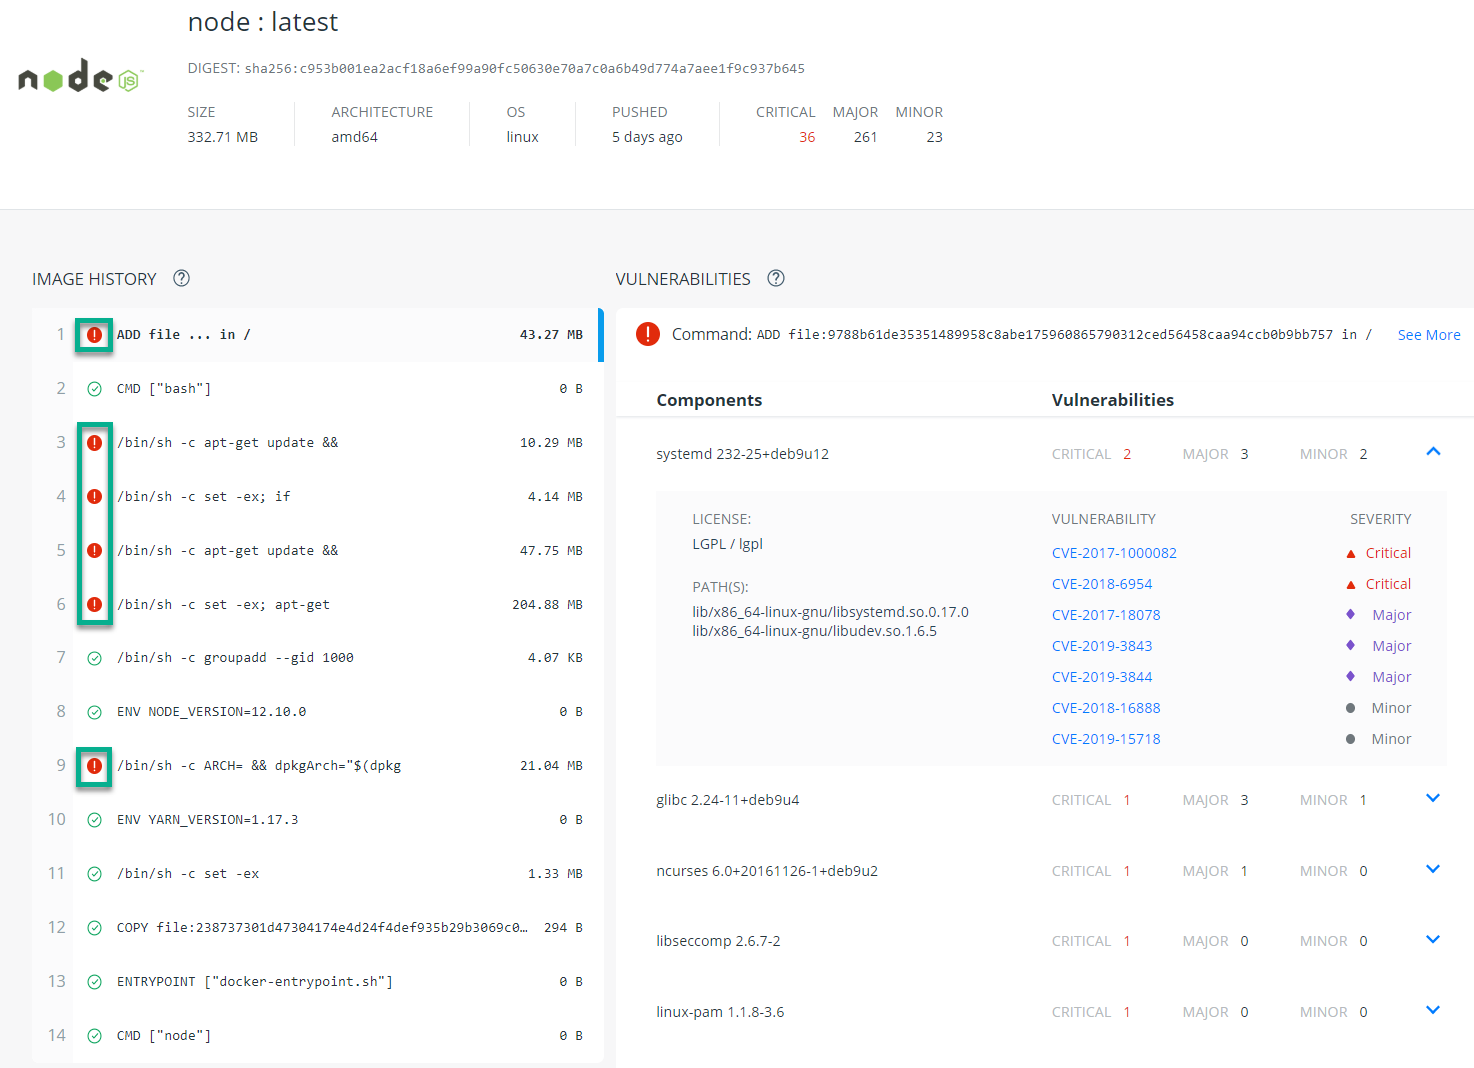 node : latest
node JS
DIGEST: sha256:c953b001ea2acf18a6ef99a90fc50630e70a7c0a6b49d774a7aee1f9c937b645
SIZE ARCHITECTURE OS PUSHED CRITICAL MAJOR MINOR
332.71 MB amd64 linux 5 days ago 36 261 23
IMAGE HISTORY ?
1 ! ADD file ... in / 43.27 MB
2 CMD ["bash"] 0 B
3 ! /bin/sh -c apt-get update && 10.29 MB
4 ! /bin/sh -c set -ex; if 4.14 MB
5 ! /bin/sh -c apt-get update && 47.75 MB
6 ! /bin/sh -c set -ex; apt-get 204.88 MB
7 /bin/sh -c groupadd --gid 1000 4.07 KB
8 ENV NODE_VERSION=12.10.0 0 B
9 ! /bin/sh -c ARCH= && dpkgArch="$(dpkg 21.04 MB
10 ENV YARN_VERSION=1.17.3 0 B
11 /bin/sh -c set -ex 1.33 MB
12 COPY file:238737301d47304174e4d24f4def935b29b3069c0… 294 B
13 ENTRYPOINT ["docker-entrypoint.sh"] 0 B
14 CMD ["node"] 0 B
VULNERABILITIES ?
! Command: ADD file:9788b61de35351489958c8abe175960865790312ced56458caa94ccb0b9bb757 in / See More
Components Vulnerabilities
systemd 232-25+deb9u12 CRITICAL 2 MAJOR 3 MINOR 2
LICENSE:
LGPL / lgpl
PATH(S):
lib/x86_64-linux-gnu/libsystemd.so.0.17.0
lib/x86_64-linux-gnu/libudev.so.1.6.5
VULNERABILITY SEVERITY
CVE-2017-1000082 Critical
CVE-2018-6954 Critical
CVE-2017-18078 Major
CVE-2019-3843 Major
CVE-2019-3844 Major
CVE-2018-16888 Minor
CVE-2019-15718 Minor
glibc 2.24-11+deb9u4 CRITICAL 1 MAJOR 3 MINOR 1
ncurses 6.0+20161126-1+deb9u2 CRITICAL 1 MAJOR 1 MINOR 0
libseccomp 2.6.7-2 CRITICAL 1 MAJOR 0 MINOR 0
linux-pam 1.1.8-3.6 CRITICAL 1 MAJOR 0 MINOR 0